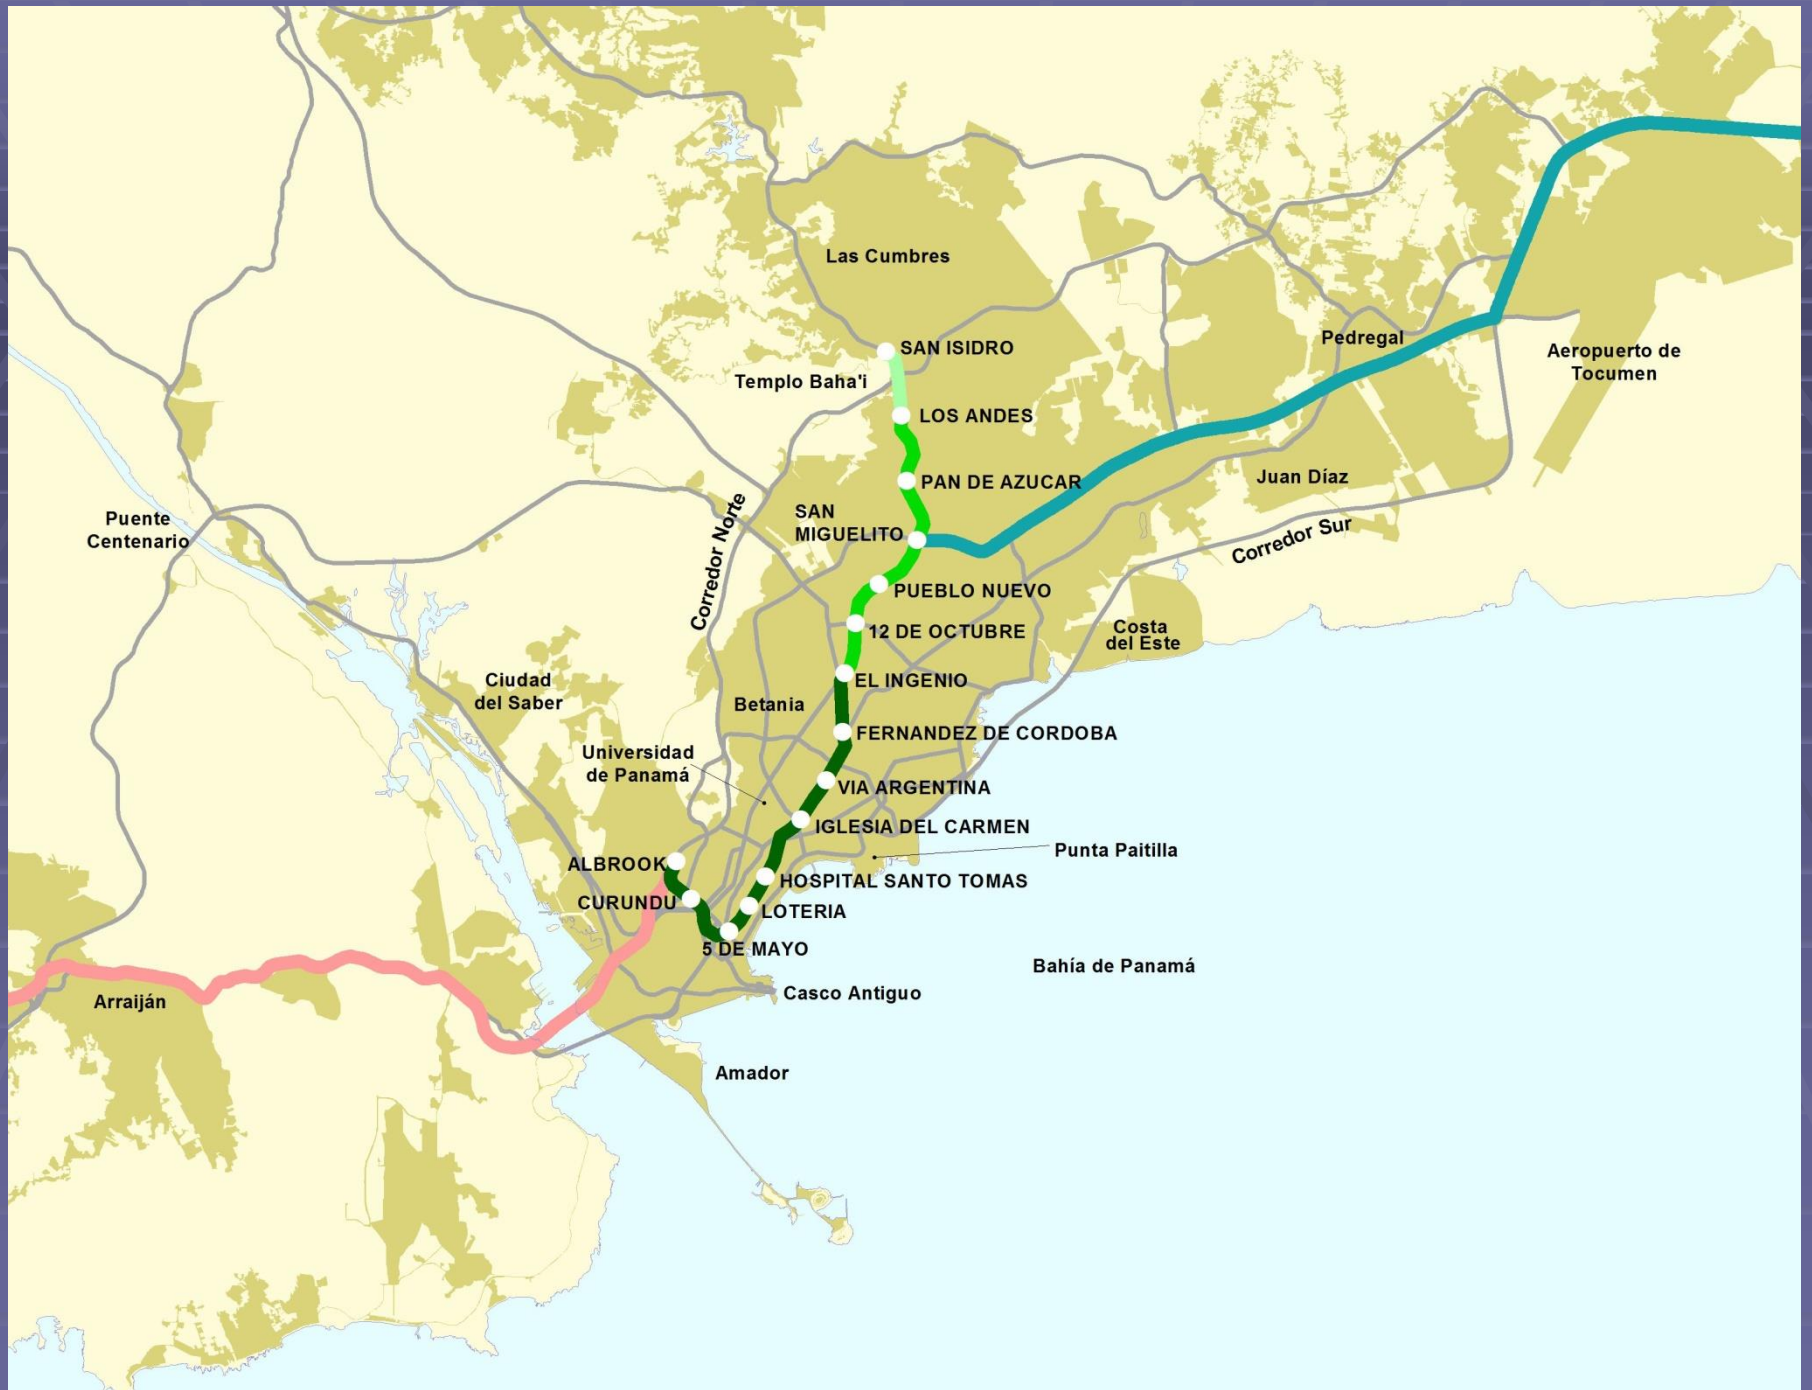 Las Cumbres
SAN ISIDRO
Pedregal
Aeropuerto de
Tocumen
Templo Baha'i
LOS ANDES
PAN DE AZUCAR
Juan Díaz
SAN
MIGUELITO
Puente
Centenario
Corredor Norte
Corredor Sur
PUEBLO NUEVO
12 DE OCTUBRE
Costa
del Este
EL INGENIO
Ciudad
del Saber
Betania
FERNANDEZ DE CORDOBA
Universidad
de Panamá
VIA ARGENTINA
IGLESIA DEL CARMEN
Punta Paitilla
ALBROOK
HOSPITAL SANTO TOMAS
CURUNDU
LOTERIA
5 DE MAYO
Bahía de Panamá
Arraiján
Casco Antiguo
Amador